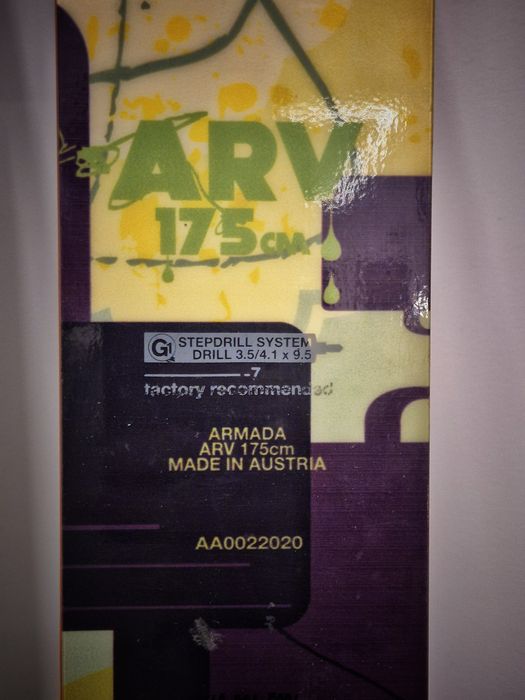 ARV
175CM
G1 STEPDRILL SYSTEM
DRILL 3.5/4.1 x 9.5
-7
factory recommended
ARMADA
ARV 175cm
MADE IN AUSTRIA
AA0022020